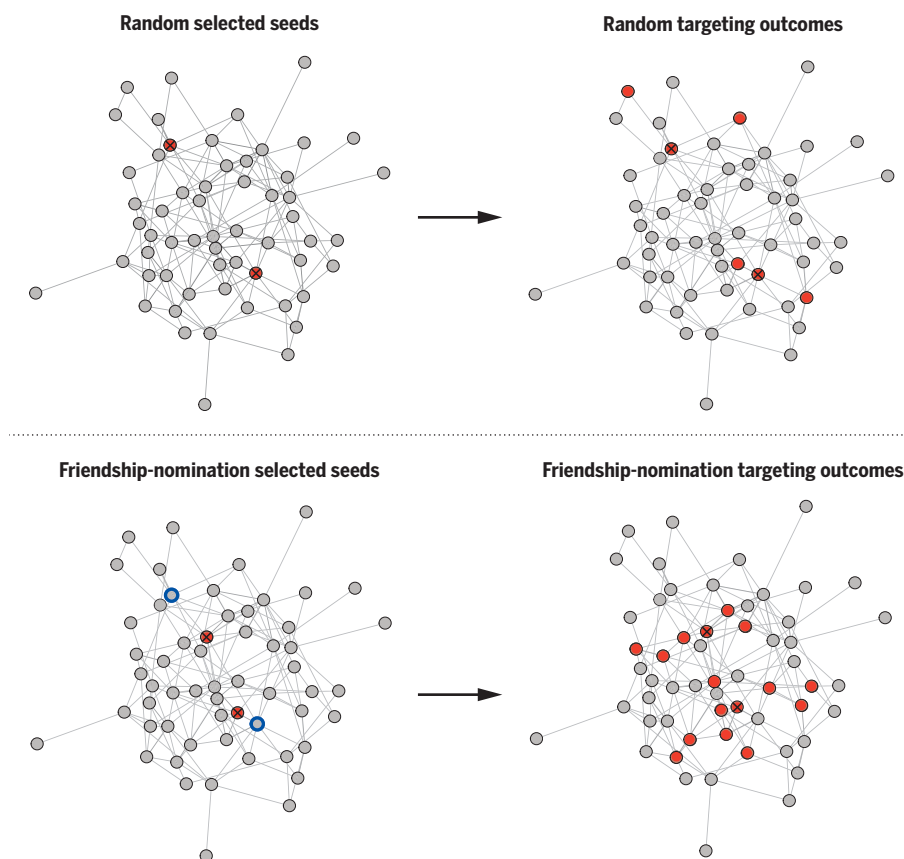 Random selected seeds
Random targeting outcomes
Friendship-nomination selected seeds
Friendship-nomination targeting outcomes